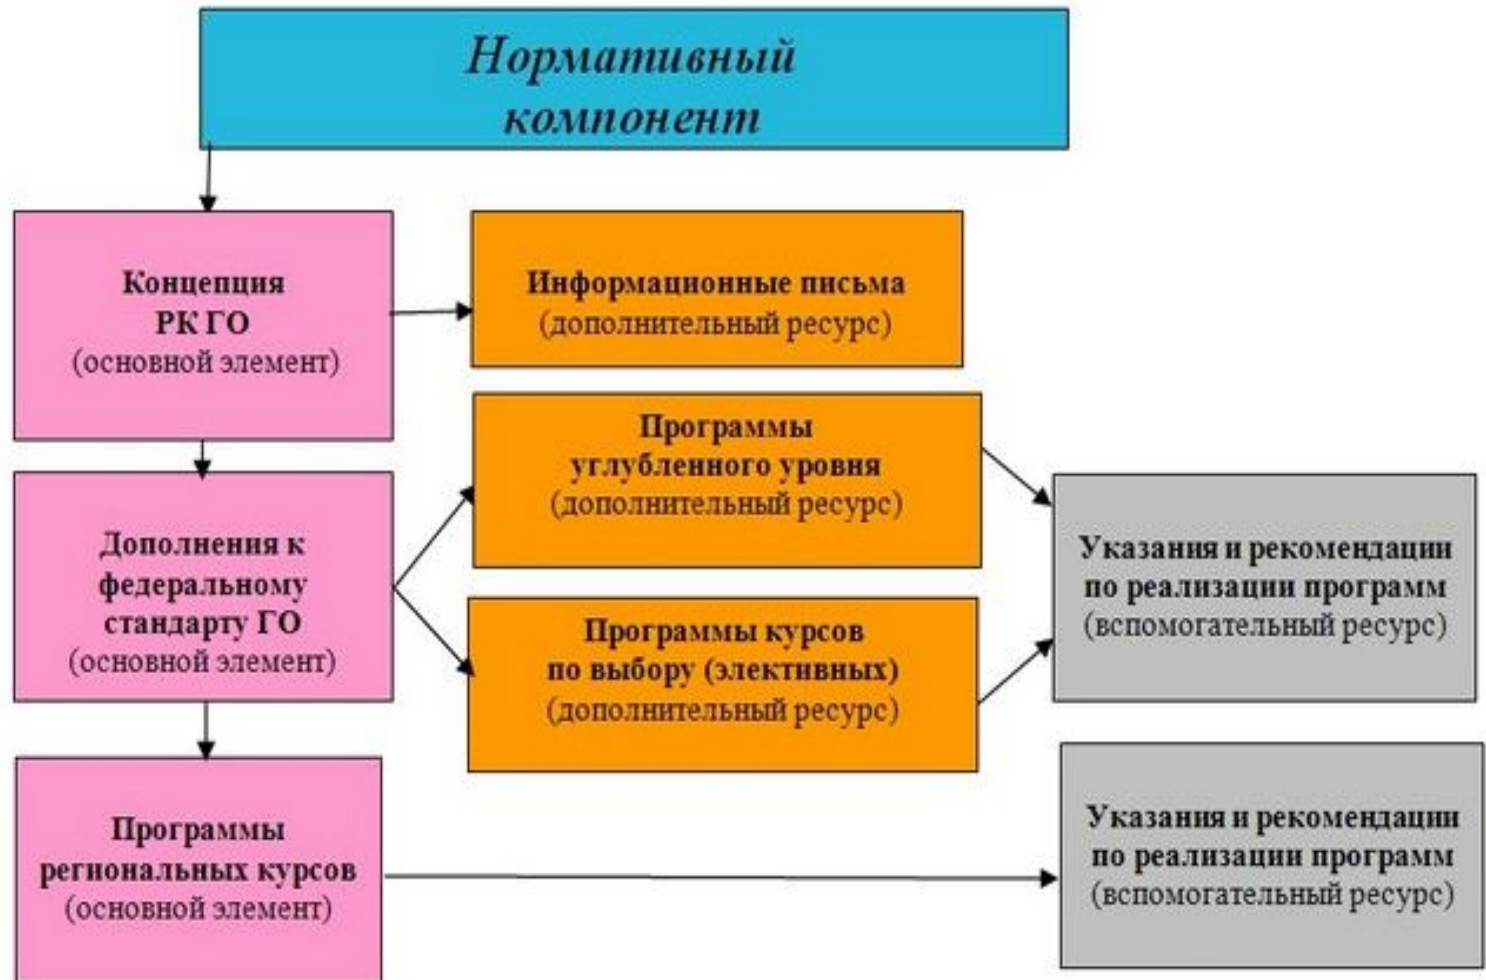 Нормативный
компонент
Концепция
РК ГО
(основной элемент)
Информационные письма
(дополнительный ресурс)
Программы
углубленного уровня
(дополнительный ресурс)
Дополнения к
федеральному
стандарту ГО
(основной элемент)
Указания и рекомендации
по реализации программ
(вспомогательный ресурс)
Программы курсов
по выбору (элективных)
(дополнительный ресурс)
Программы
региональных курсов
(основной элемент)
Указания и рекомендации
по реализации программ
(вспомогательный ресурс)